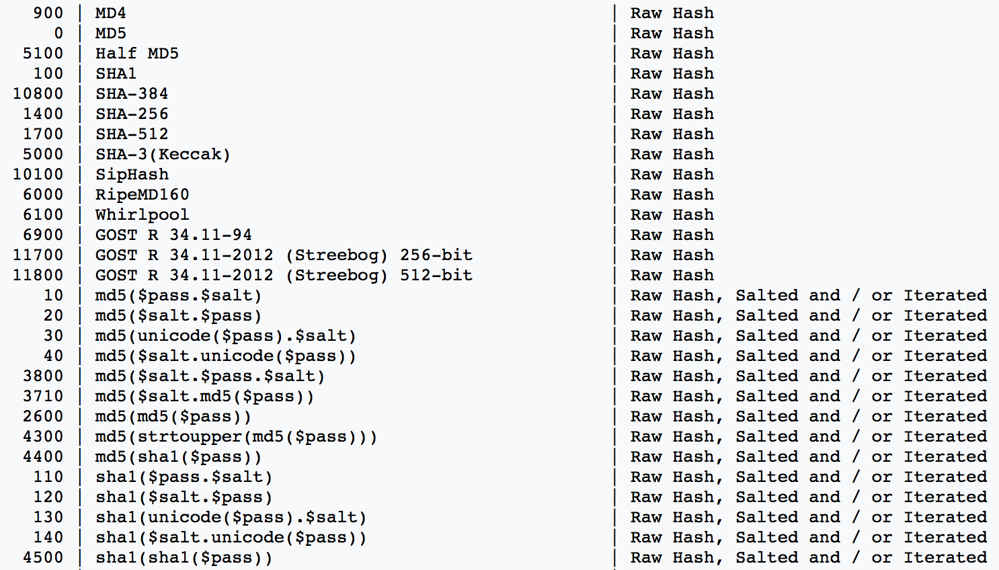 900 | MD4 | Raw Hash
0 | MD5 | Raw Hash
5100 | Half MD5 | Raw Hash
100 | SHA1 | Raw Hash
10800 | SHA-384 | Raw Hash
1400 | SHA-256 | Raw Hash
1700 | SHA-512 | Raw Hash
5000 | SHA-3(Keccak) | Raw Hash
10100 | SipHash | Raw Hash
6000 | RipeMD160 | Raw Hash
6100 | Whirlpool | Raw Hash
6900 | GOST R 34.11-94 | Raw Hash
11700 | GOST R 34.11-2012 (Streebog) 256-bit | Raw Hash
11800 | GOST R 34.11-2012 (Streebog) 512-bit | Raw Hash
10 | md5($pass.$salt) | Raw Hash, Salted and / or Iterated
20 | md5($salt.$pass) | Raw Hash, Salted and / or Iterated
30 | md5(unicode($pass).$salt) | Raw Hash, Salted and / or Iterated
40 | md5($salt.unicode($pass)) | Raw Hash, Salted and / or Iterated
3800 | md5($salt.$pass.$salt) | Raw Hash, Salted and / or Iterated
3710 | md5($salt.md5($pass)) | Raw Hash, Salted and / or Iterated
2600 | md5(md5($pass)) | Raw Hash, Salted and / or Iterated
4300 | md5(strtoupper(md5($pass))) | Raw Hash, Salted and / or Iterated
4400 | md5(sha1($pass)) | Raw Hash, Salted and / or Iterated
110 | sha1($pass.$salt) | Raw Hash, Salted and / or Iterated
120 | sha1($salt.$pass) | Raw Hash, Salted and / or Iterated
130 | sha1(unicode($pass).$salt) | Raw Hash, Salted and / or Iterated
140 | sha1($salt.unicode($pass)) | Raw Hash, Salted and / or Iterated
4500 | sha1(sha1($pass)) | Raw Hash, Salted and / or Iterated